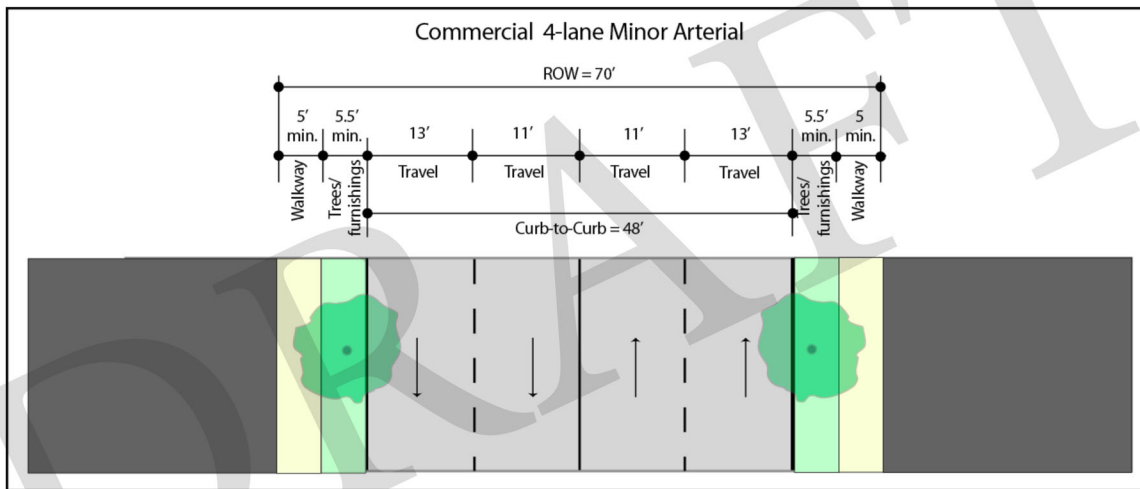 Commercial 4-lane Minor Arterial
ROW = 70’
5’
min.
5.5’
min.
13’
11’
11’
13’
5.5’
min.
5
min.
Walkway
Trees/
furnishings
Travel
Travel
Travel
Travel
Trees/
furnishings
Walkway
Curb-to-Curb = 48’
DRAFT